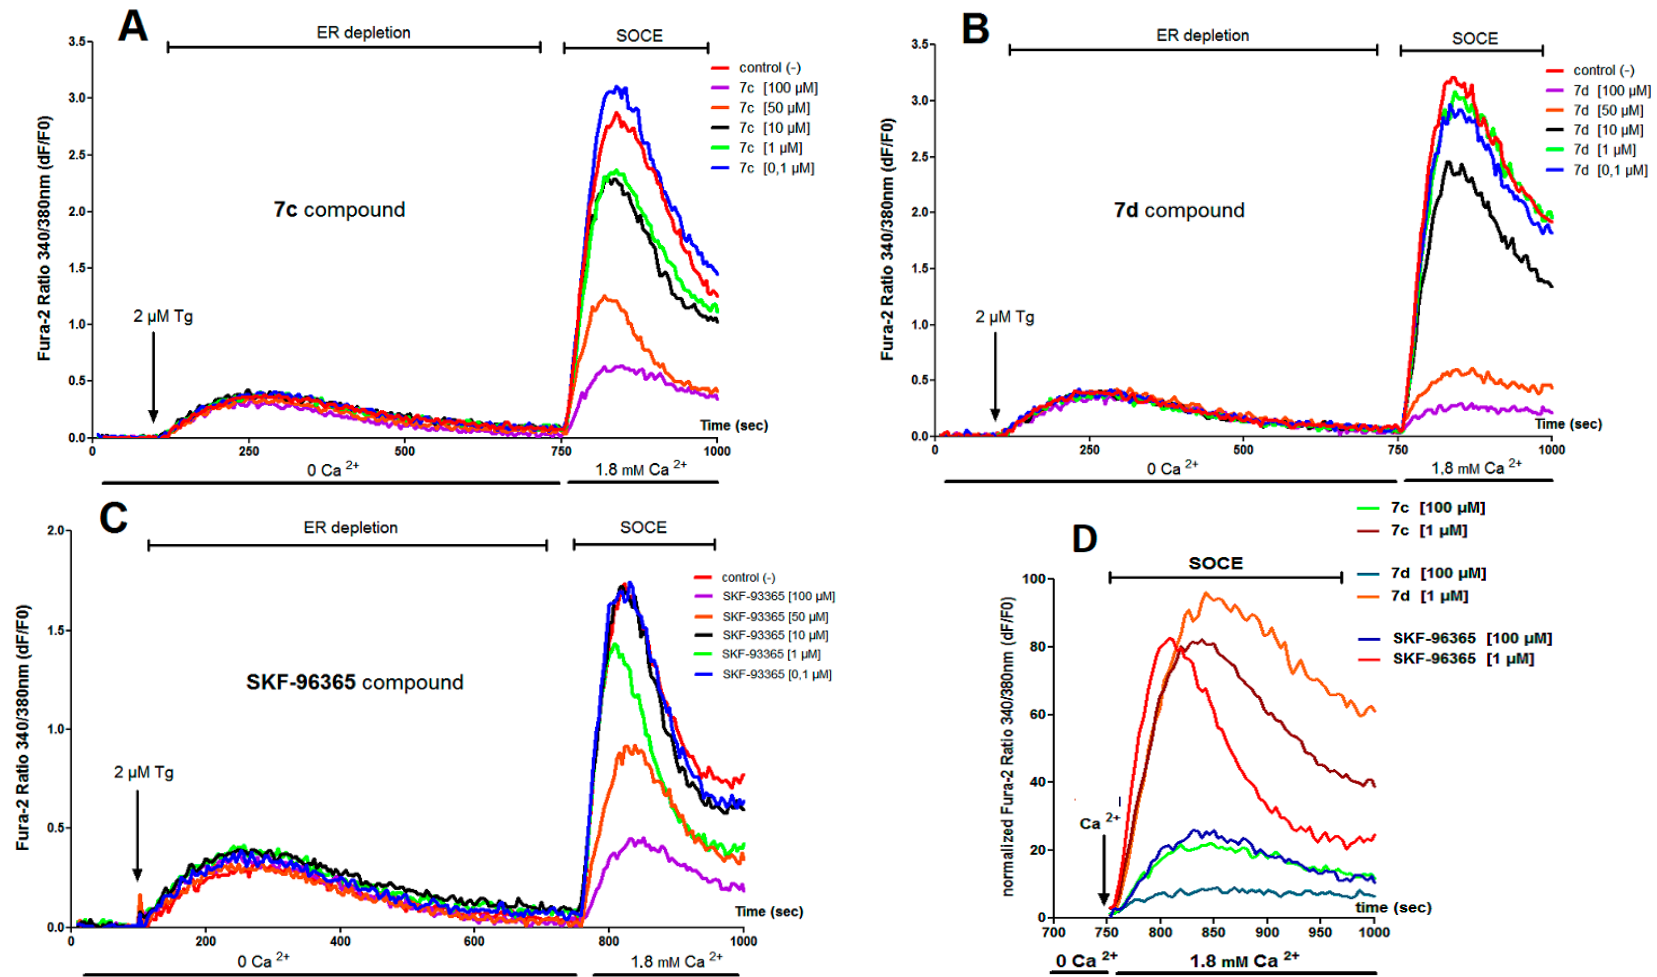 A
ER depletion
SOCE
3.5
3.0
2.5
2.0
1.5
1.0
0.5
0.0
Fura-2 Ratio 340/380nm (dF/F0)
control (-)
7c [100 µM]
7c [50 µM]
7c [10 µM]
7c [1 µM]
7c [0,1 µM]
7c compound
2 µM Tg
Time (sec)
0 250 500 750 1000
0 Ca 2+
1.8 mM Ca 2+
B
ER depletion
SOCE
3.5
3.0
2.5
2.0
1.5
1.0
0.5
0.0
Fura-2 Ratio 340/380nm (dF/F0)
control (-)
7d [100 µM]
7d [50 µM]
7d [10 µM]
7d [1 µM]
7d [0,1 µM]
7d compound
2 µM Tg
Time (sec)
0 250 500 750 1000
0 Ca 2+
1.8 mM Ca 2+
C
ER depletion
SOCE
2.0
1.5
1.0
0.5
0.0
Fura-2 Ratio 340/380nm (dF/F0)
control (-)
SKF-93365 [100 µM]
SKF-93365 [50 µM]
SKF-93365 [10 µM]
SKF-93365 [1 µM]
SKF-93365 [0,1 µM]
SKF-96365 compound
2 µM Tg
Time (sec)
0 200 400 600 800 1000
0 Ca 2+
1.8 mM Ca 2+
D
SOCE
7c [100 µM]
7c [1 µM]
7d [100 µM]
7d [1 µM]
SKF-96365 [100 µM]
SKF-96365 [1 µM]
100
80
60
40
20
0
normalized Fura-2 Ratio 340/380nm (dF/F0)
Ca 2+
time (sec)
700 750 800 850 900 950 1000
0 Ca 2+
1.8 mM Ca 2+